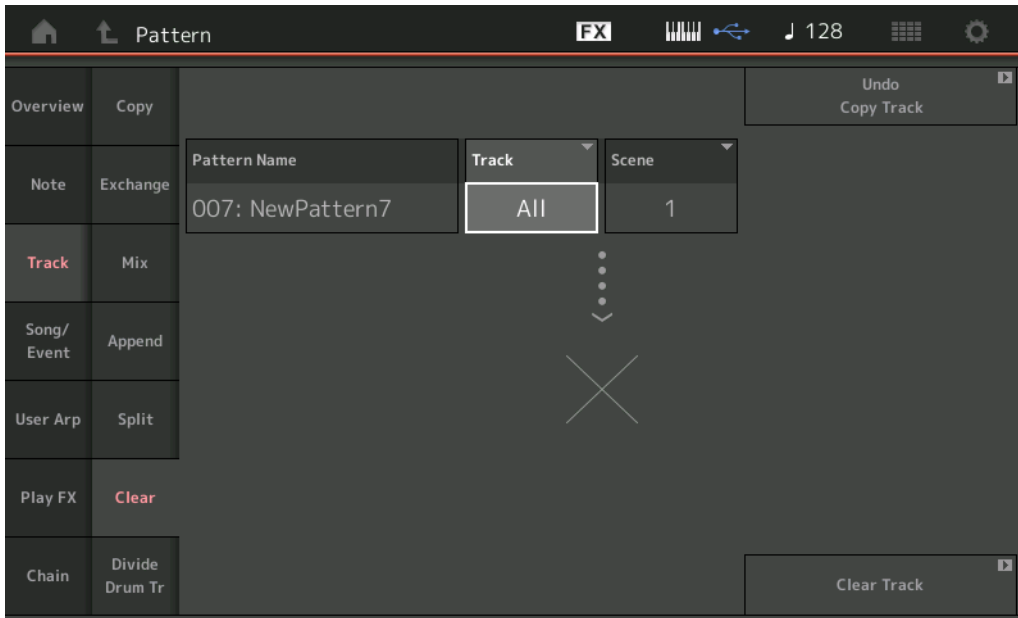 Pattern
FX
♩ 128
Overview
Copy
Undo
Copy Track
Note
Exchange
Pattern Name
Track
Scene
007: NewPattern7
All
1
Track
Mix
Song/
Event
Append
User Arp
Split
Play FX
Clear
Chain
Divide
Drum Tr
Clear Track